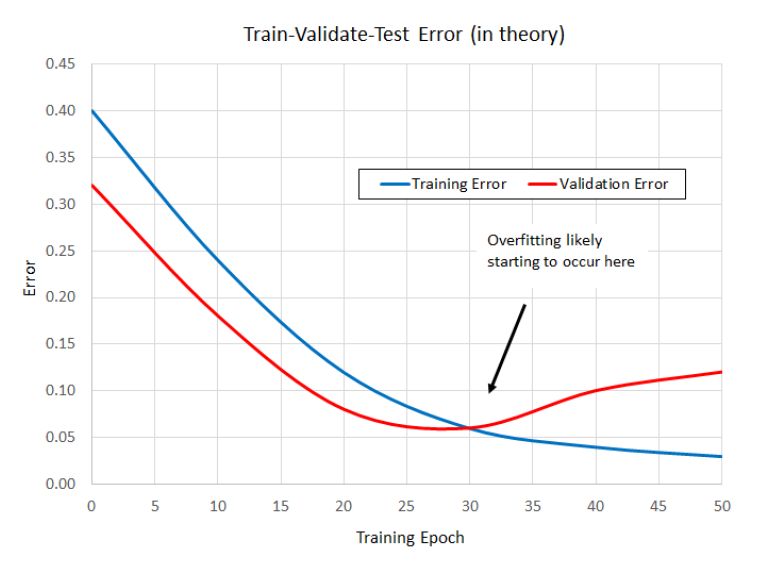 Train-Validate-Test Error (in theory)
0.45
0.40
0.35
0.30
0.25
0.20
0.15
0.10
0.05
0.00
Error
Training Error
Validation Error
Overfitting likely
starting to occur here
0 5 10 15 20 25 30 35 40 45 50
Training Epoch